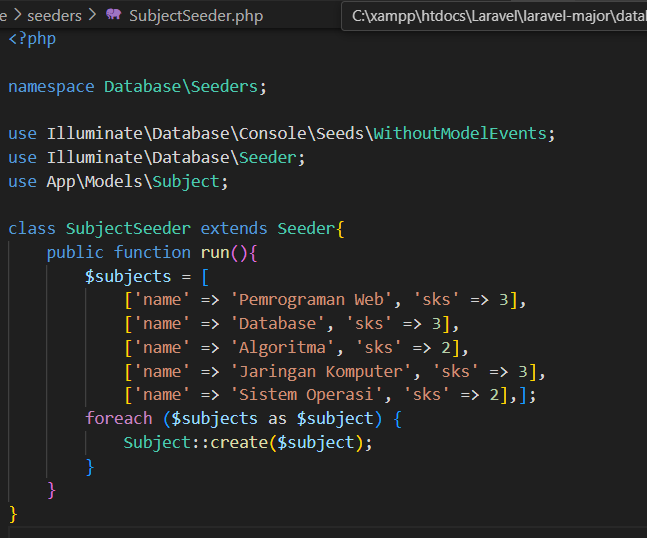 e > seeders > SubjectSeeder.php
C:\xampp\htdocs\Laravel\laravel-major\data
<?php
namespace Database\Seeders;
use Illuminate\Database\Console\Seeds\WithoutModelEvents;
use Illuminate\Database\Seeder;
use App\Models\Subject;
class SubjectSeeder extends Seeder{
public function run(){
$subjects = [
['name' => 'Pemrograman Web', 'sks' => 3],
['name' => 'Database', 'sks' => 3],
['name' => 'Algoritma', 'sks' => 2],
['name' => 'Jaringan Komputer', 'sks' => 3],
['name' => 'Sistem Operasi', 'sks' => 2],];
foreach ($subjects as $subject) {
Subject::create($subject);
}
}
}